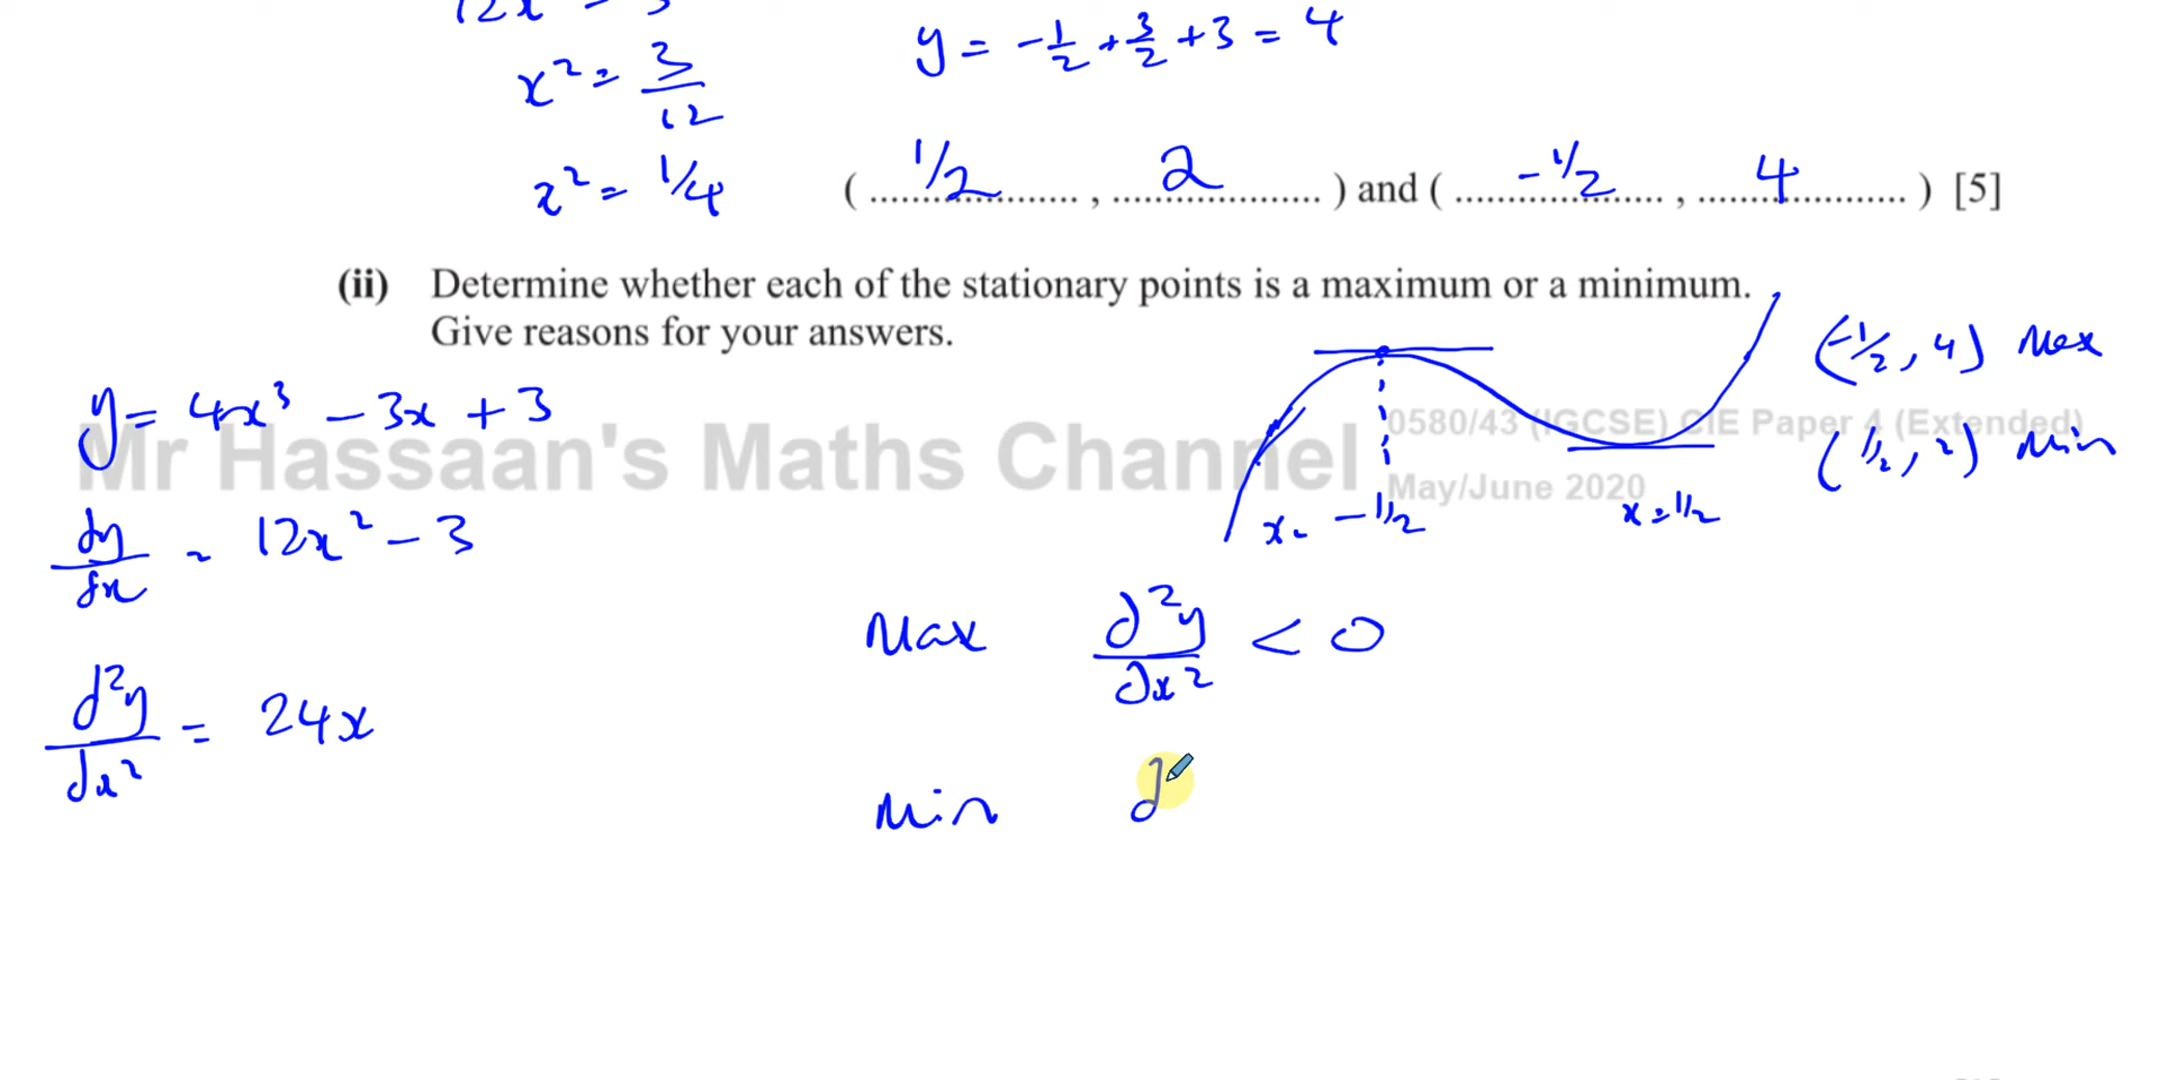 12x
y = -1/2 + 3/2 + 3 = 4
x² = 3/12
x² = 1/4
( 1/2 , 2 ) and ( -1/2 , 4 ) [5]
(ii) Determine whether each of the stationary points is a maximum or a minimum.
Give reasons for your answers.
(-1/2, 4) Max
(1/2, 2) Min
y = 4x³ - 3x + 3
Mr Hassaan's Maths Channel
0580/43 (IGCSE) CIE Paper 4 (Extended)
May/June 2020
x = -1/2
x = 1/2
dy/dx = 12x² - 3
Max d²y/dx² < 0
d²y/dx² = 24x
Min d